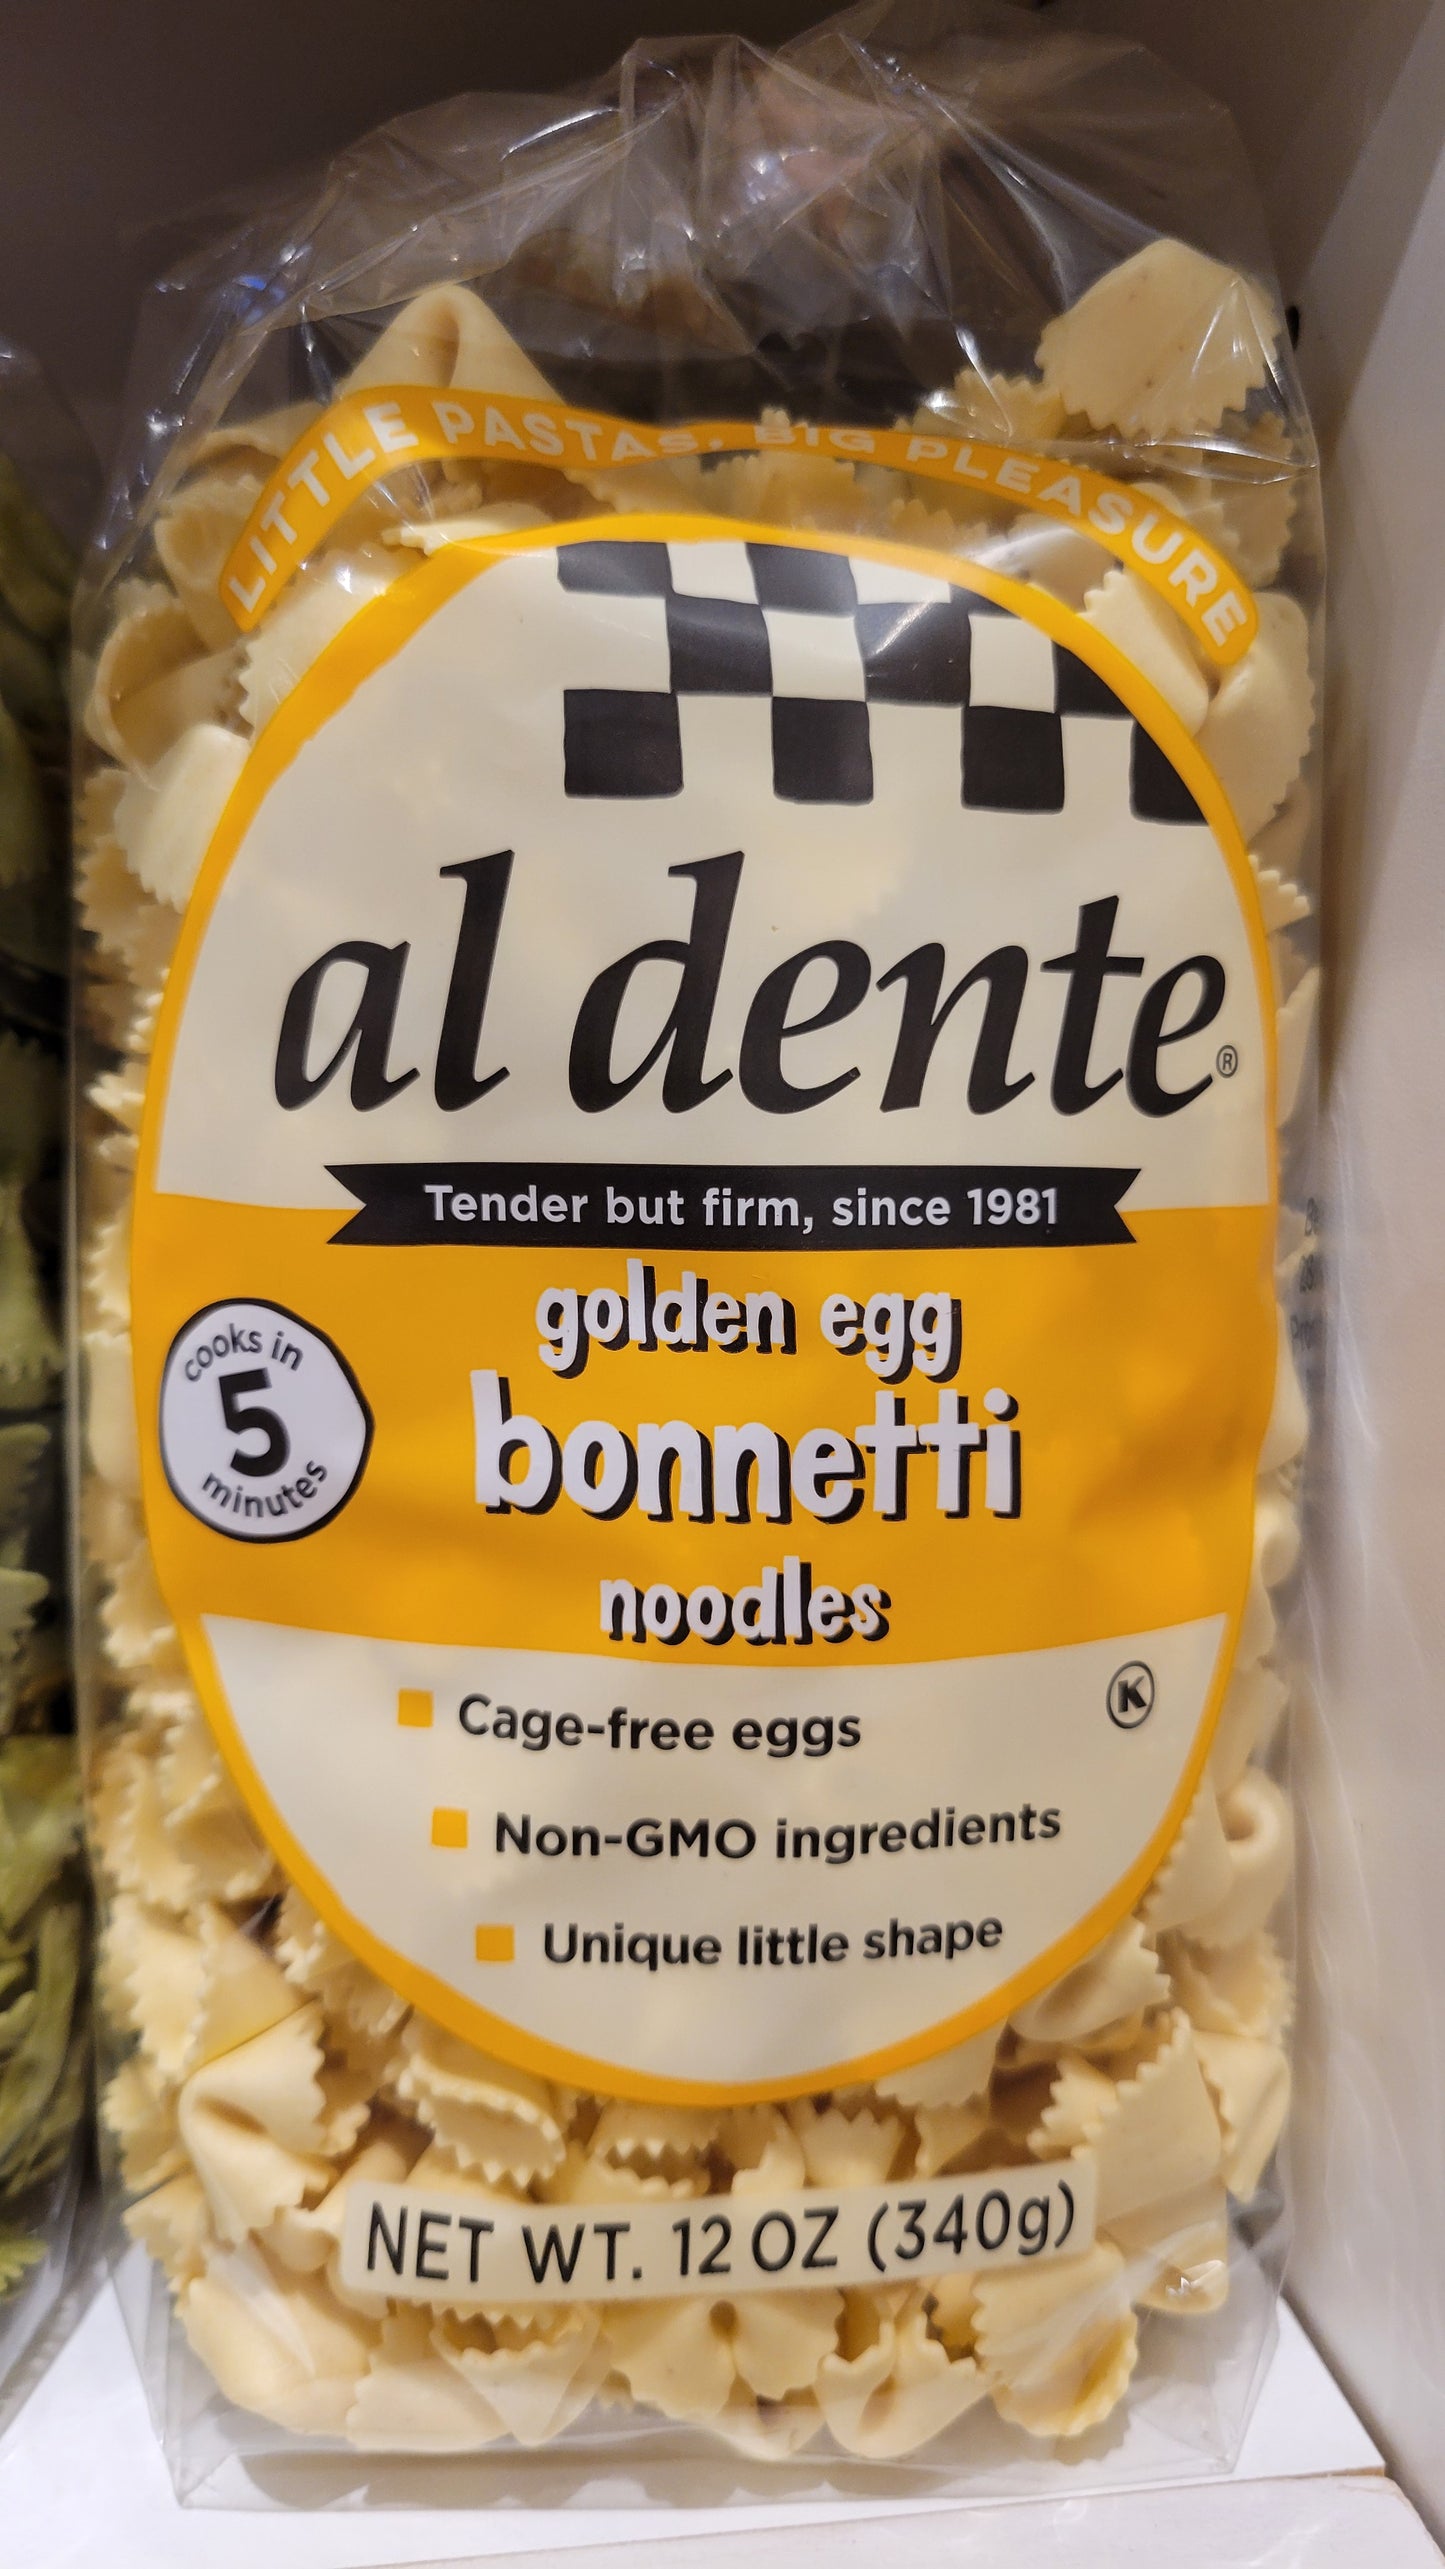 LITTLE PASTAS. BIG PLEASURE
al dente®
Tender but firm, since 1981
golden egg
bonnetti
noodles
cooks in
5
minutes
K
Cage-free eggs
Non-GMO ingredients
Unique little shape
NET WT. 12 OZ (340g)